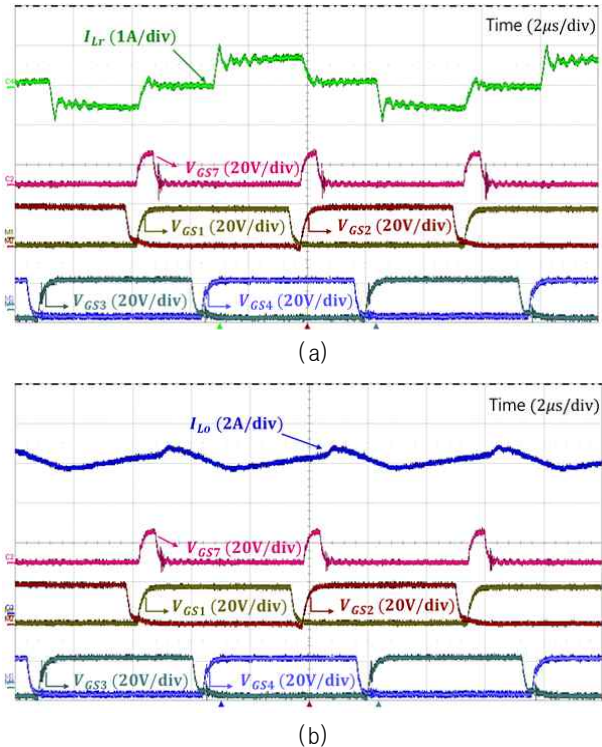 Time (2μs/div)
I_Lr (1A/div)
V_GS7 (20V/div)
V_GS1 (20V/div)
V_GS2 (20V/div)
V_GS3 (20V/div)
V_GS4 (20V/div)
(a)
Time (2μs/div)
I_Lo (2A/div)
V_GS7 (20V/div)
V_GS1 (20V/div)
V_GS2 (20V/div)
V_GS3 (20V/div)
V_GS4 (20V/div)
(b)